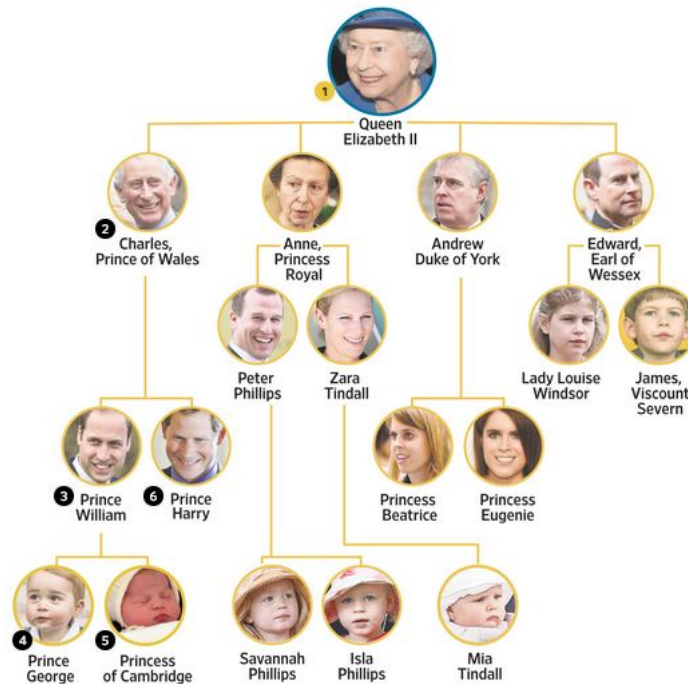 1
Queen
Elizabeth II
2
Charles,
Prince of Wales
Anne,
Princess
Royal
Andrew
Duke of York
Edward,
Earl of
Wessex
Peter
Phillips
Zara
Tindall
Lady Louise
Windsor
James,
Viscount
Severn
3
Prince
William
6
Prince
Harry
Princess
Beatrice
Princess
Eugenie
4
Prince
George
5
Princess
of Cambridge
Savannah
Phillips
Isla
Phillips
Mia
Tindall